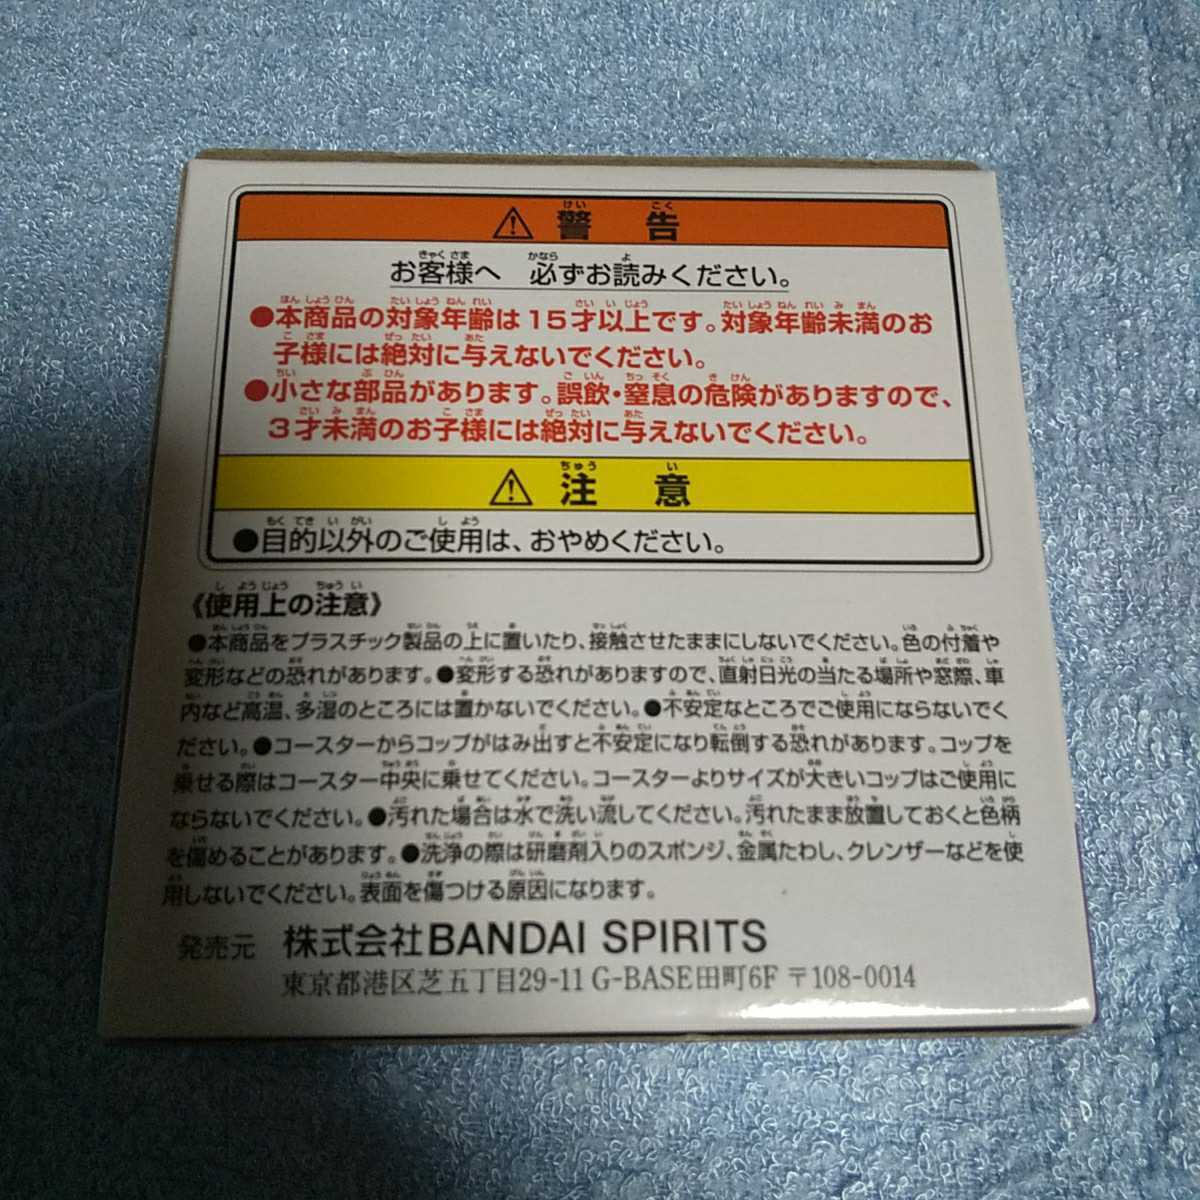 ⚠ 警告
お客様へ 必ずお読みください。
●本商品の対象年齢は15才以上です。対象年齢未満のお
子様には絶対に与えないでください。
●小さな部品があります。誤飲・窒息の危険がありますので、
3才未満のお子様には絶対に与えないでください。
⚠ 注意
●目的以外のご使用は、おやめください。
《使用上の注意》
●本商品をプラスチック製品の上に置いたり、接触させたままにしないでください。色の付着や
変形などの恐れがあります。●変形する恐れがありますので、直射日光の当たる場所や窓際、車
内など高温、多湿のところには置かないでください。●不安定なところでご使用にならないでく
ださい。●コースターからコップがはみ出すと不安定になり転倒する恐れがあります。コップを
乗せる際はコースター中央に乗せてください。コースターよりサイズが大きいコップはご使用に
ならないでください。●汚れた場合は水で洗い流してください。汚れたまま放置しておくと色柄
を傷めることがあります。●洗浄の際は研磨剤入りのスポンジ、金属たわし、クレンザーなどを使
用しないでください。表面を傷つける原因になります。
発売元 株式会社BANDAI SPIRITS
東京都港区芝五丁目29-11 G-BASE田町6F 〒108-0014